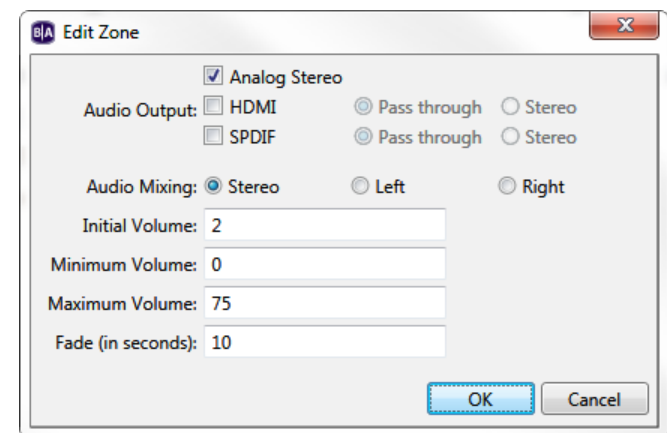 B|A Edit Zone
Analog Stereo
Audio Output: HDMI Pass through Stereo
SPDIF Pass through Stereo
Audio Mixing: Stereo Left Right
Initial Volume: 2
Minimum Volume: 0
Maximum Volume: 75
Fade (in seconds): 10
OK Cancel